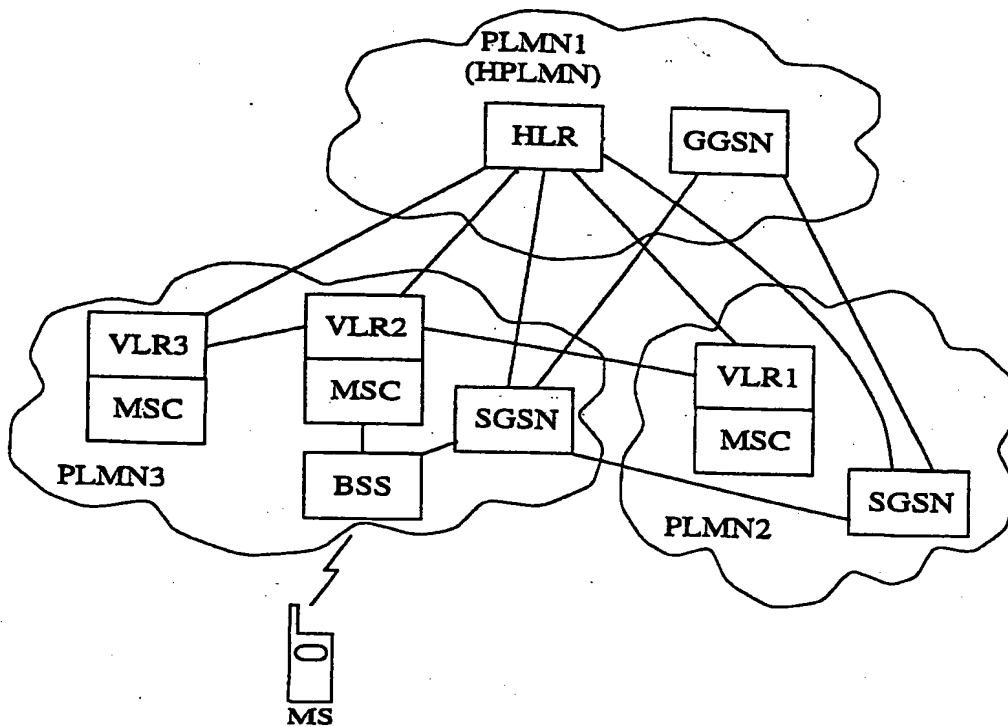 PLMN1
(HPLMN)
HLR
GGSN
VLR3
MSC
VLR2
MSC
SGSN
VLR1
MSC
BSS
PLMN3
SGSN
PLMN2
MS